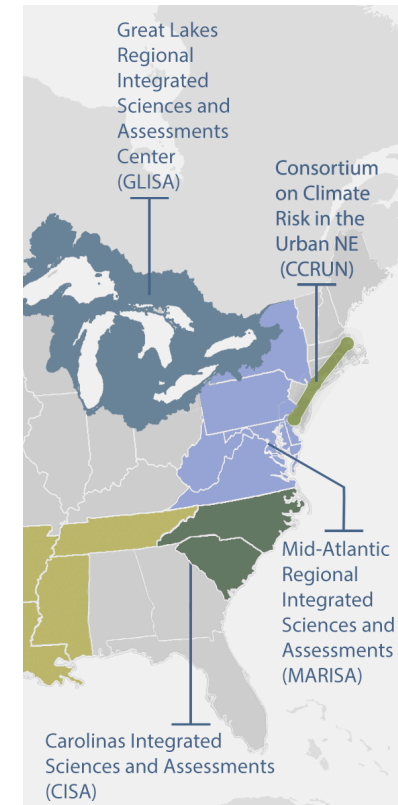 Great Lakes
Regional
Integrated
Sciences and
Assessments
Center
(GLISA)
Consortium
on Climate
Risk in the
Urban NE
(CCRUN)
Mid-Atlantic
Regional
Integrated
Sciences and
Assessments
(MARISA)
Carolinas Integrated
Sciences and Assessments
(CISA)